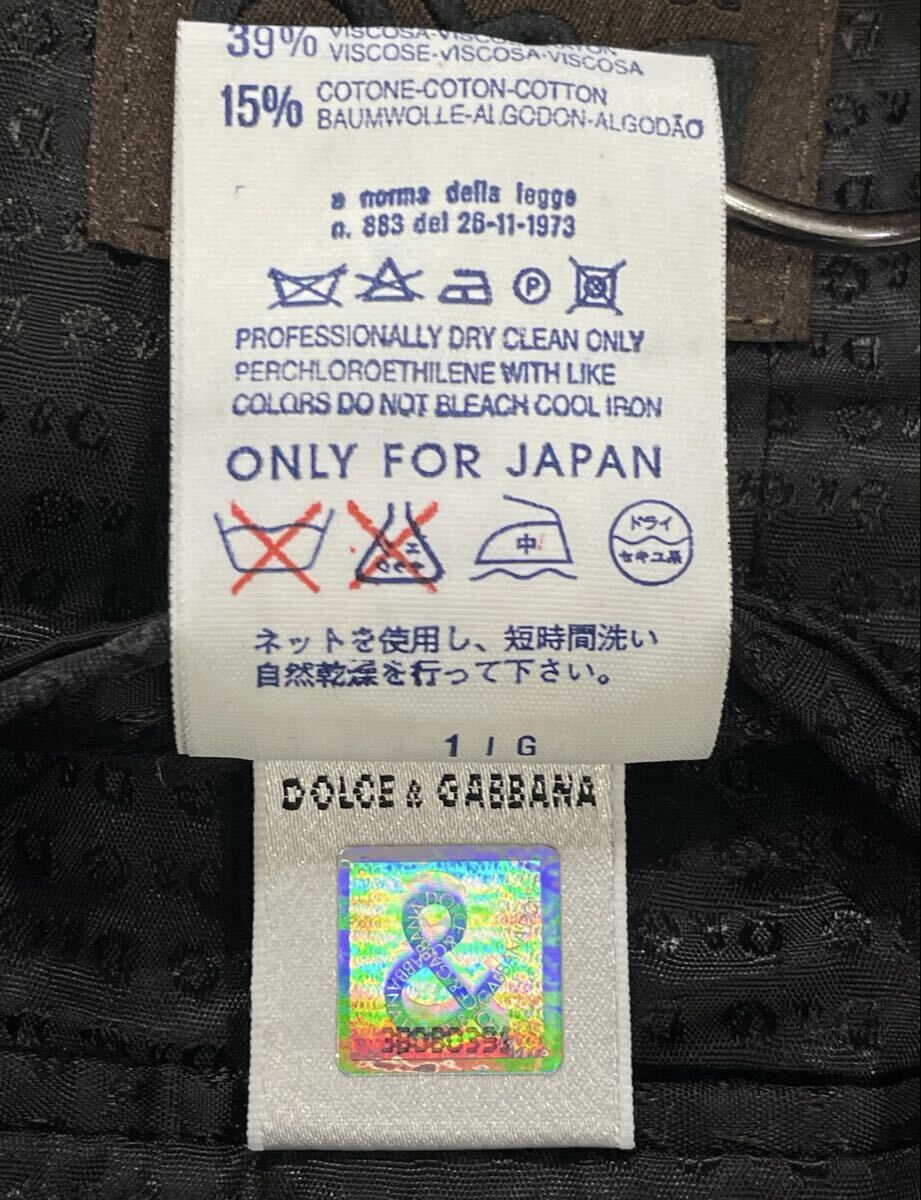 39%
VISCOSE-VISCOSA-VISCOSA
15% COTONE-COTON-COTTON
BAUMWOLLE-ALGODON-ALGODÃO
a norma della legge
n. 883 del 26-11-1973
P
PROFESSIONALLY DRY CLEAN ONLY
PERCHLOROETHILENE WITH LIKE
COLORS DO NOT BLEACH COOL IRON
ONLY FOR JAPAN
中
ドライ
セキユ系
ネットを使用し、短時間洗い
自然乾燥を行って下さい。
1 / G
DOLCE & GABBANA
&